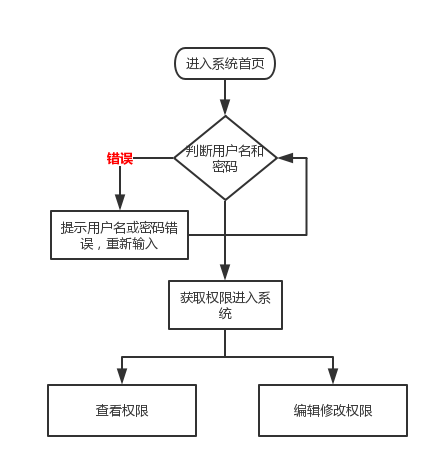 进入系统首页
判断用户名和
密码
错误
提示用户名或密码错
误，重新输入
获取权限进入系
统
查看权限
编辑修改权限